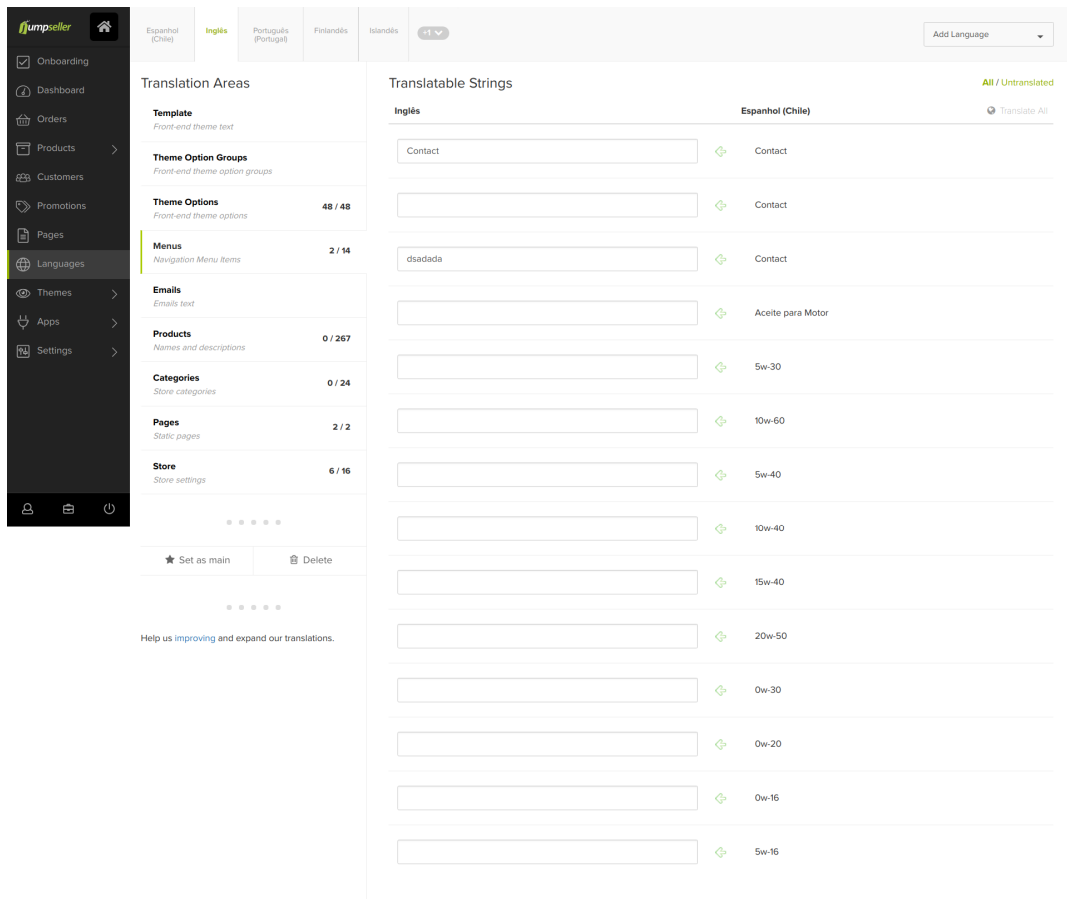 jumpseller
Onboarding
Dashboard
Orders
Products
Customers
Promotions
Pages
Languages
Themes
Apps
Settings
Espanhol
(Chile)
Inglês
Português
(Portugal)
Finlandês
Islandês
+1
Add Language
Translation Areas
Template
Front-end theme text
Theme Option Groups
Front-end theme option groups
Theme Options
Front-end theme options
48 / 48
Menus
Navigation Menu Items
2 / 14
Emails
Emails text
Products
Names and descriptions
0 / 267
Categories
Store categories
0 / 24
Pages
Static pages
2 / 2
Store
Store settings
6 / 16
Set as main
Delete
Help us improving and expand our translations.
Translatable Strings
All / Untranslated
Inglês
Espanhol (Chile)
Translate All
Contact
Contact
Contact
dsadada
Contact
Aceite para Motor
5w-30
10w-60
5w-40
10w-40
15w-40
20w-50
0w-30
0w-20
0w-16
5w-16